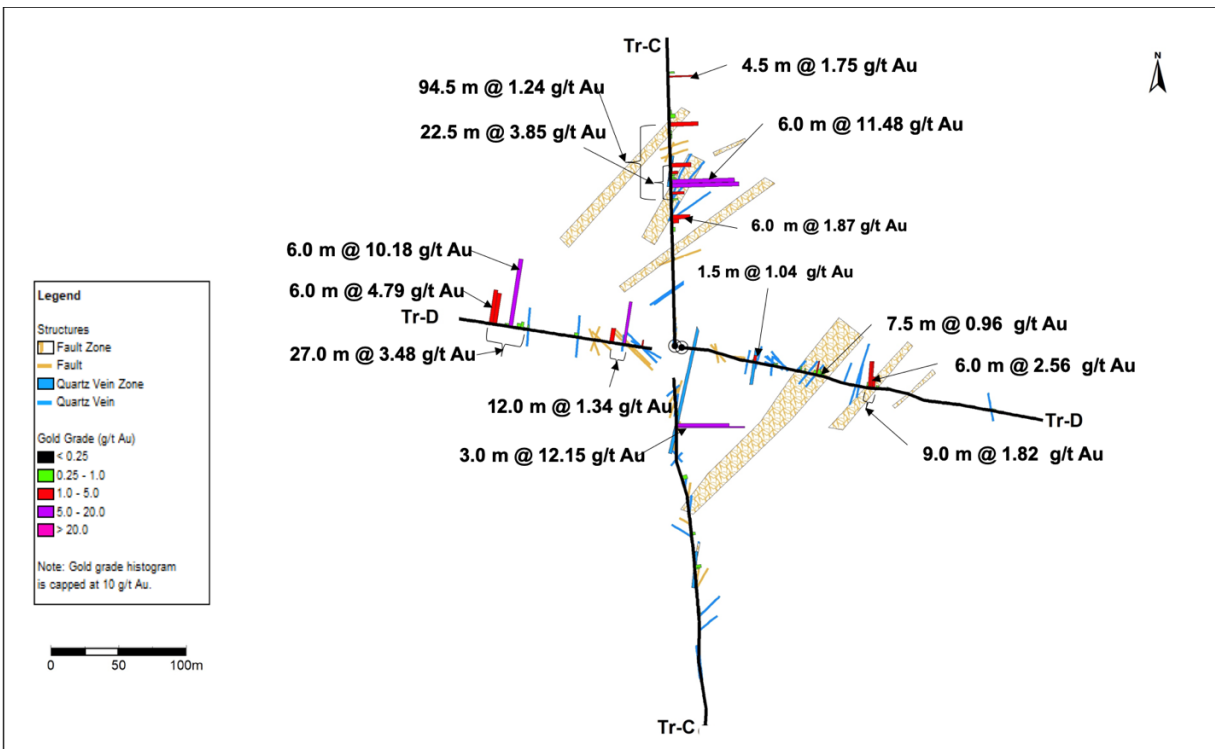 Tr-C
N
4.5 m @ 1.75 g/t Au
94.5 m @ 1.24 g/t Au
22.5 m @ 3.85 g/t Au
6.0 m @ 11.48 g/t Au
6.0 m @ 1.87 g/t Au
6.0 m @ 10.18 g/t Au
1.5 m @ 1.04 g/t Au
6.0 m @ 4.79 g/t Au
Tr-D
7.5 m @ 0.96 g/t Au
27.0 m @ 3.48 g/t Au
6.0 m @ 2.56 g/t Au
12.0 m @ 1.34 g/t Au
Tr-D
3.0 m @ 12.15 g/t Au
9.0 m @ 1.82 g/t Au
Tr-C
Legend
Structures
Fault Zone
Fault
Quartz Vein Zone
Quartz Vein
Gold Grade (g/t Au)
< 0.25
0.25 - 1.0
1.0 - 5.0
5.0 - 20.0
> 20.0
Note: Gold grade histogram
is capped at 10 g/t Au.
0 50 100m